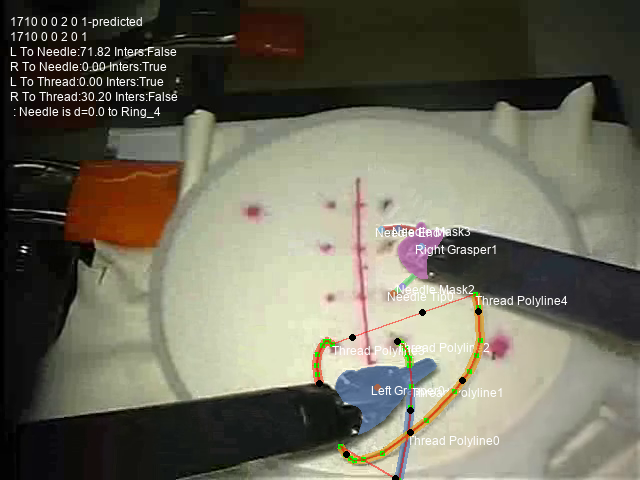 1710 0 0 2 0 1-predicted
1710 0 0 2 0 1
L To Needle:71.82 Inters:False
R To Needle:0.00 Inters:True
L To Thread:0.00 Inters:True
R To Thread:30.20 Inters:False
: Needle is d=0.0 to Ring_4
Needle Mask3
Right Grasper1
Needle Mask2
Needle Tip0
Thread Polyline4
Thread Polyline2
Left Grasper0
Thread Polyline1
Thread Polyline0